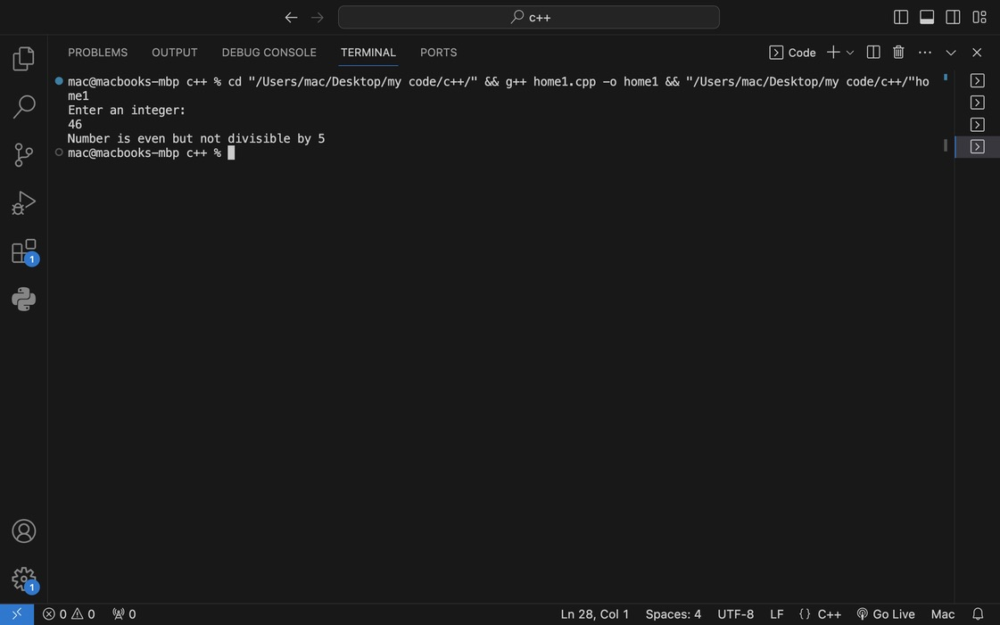 c++
PROBLEMS OUTPUT DEBUG CONSOLE TERMINAL PORTS Code
mac@macbooks-mbp c++ % cd "/Users/mac/Desktop/my code/c++/" && g++ home1.cpp -o home1 && "/Users/mac/Desktop/my code/c++/"ho
me1
Enter an integer:
46
Number is even but not divisible by 5
mac@macbooks-mbp c++ %
1
1
0 0 0 Ln 28, Col 1 Spaces: 4 UTF-8 LF {} C++ Go Live Mac